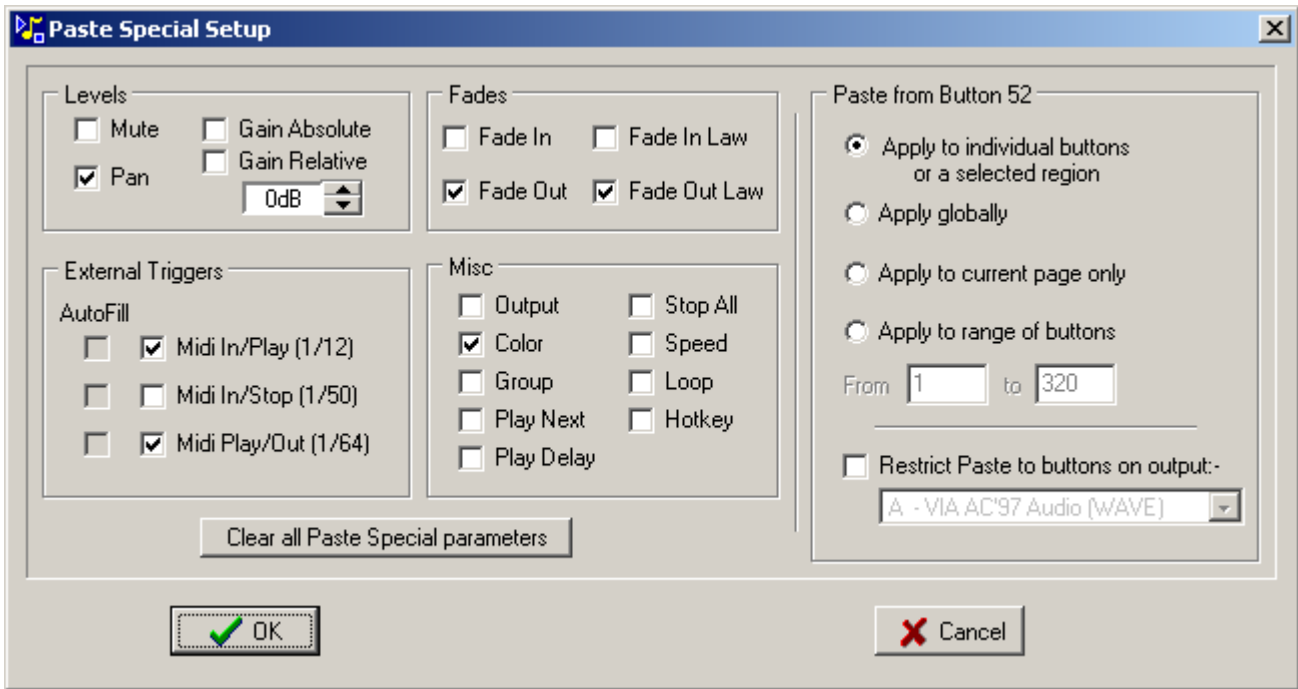 Paste Special Setup
Levels
Mute
Gain Absolute
Pan
Gain Relative
0dB
Fades
Fade In
Fade In Law
Fade Out
Fade Out Law
External Triggers
AutoFill
Midi In/Play (1/12)
Midi In/Stop (1/50)
Midi Play/Out (1/64)
Misc
Output
Stop All
Color
Speed
Group
Loop
Play Next
Hotkey
Play Delay
Clear all Paste Special parameters
Paste from Button 52
Apply to individual buttons
or a selected region
Apply globally
Apply to current page only
Apply to range of buttons
From 1 to 320
Restrict Paste to buttons on output:-
A - VIA AC'97 Audio (WAVE)
OK
Cancel